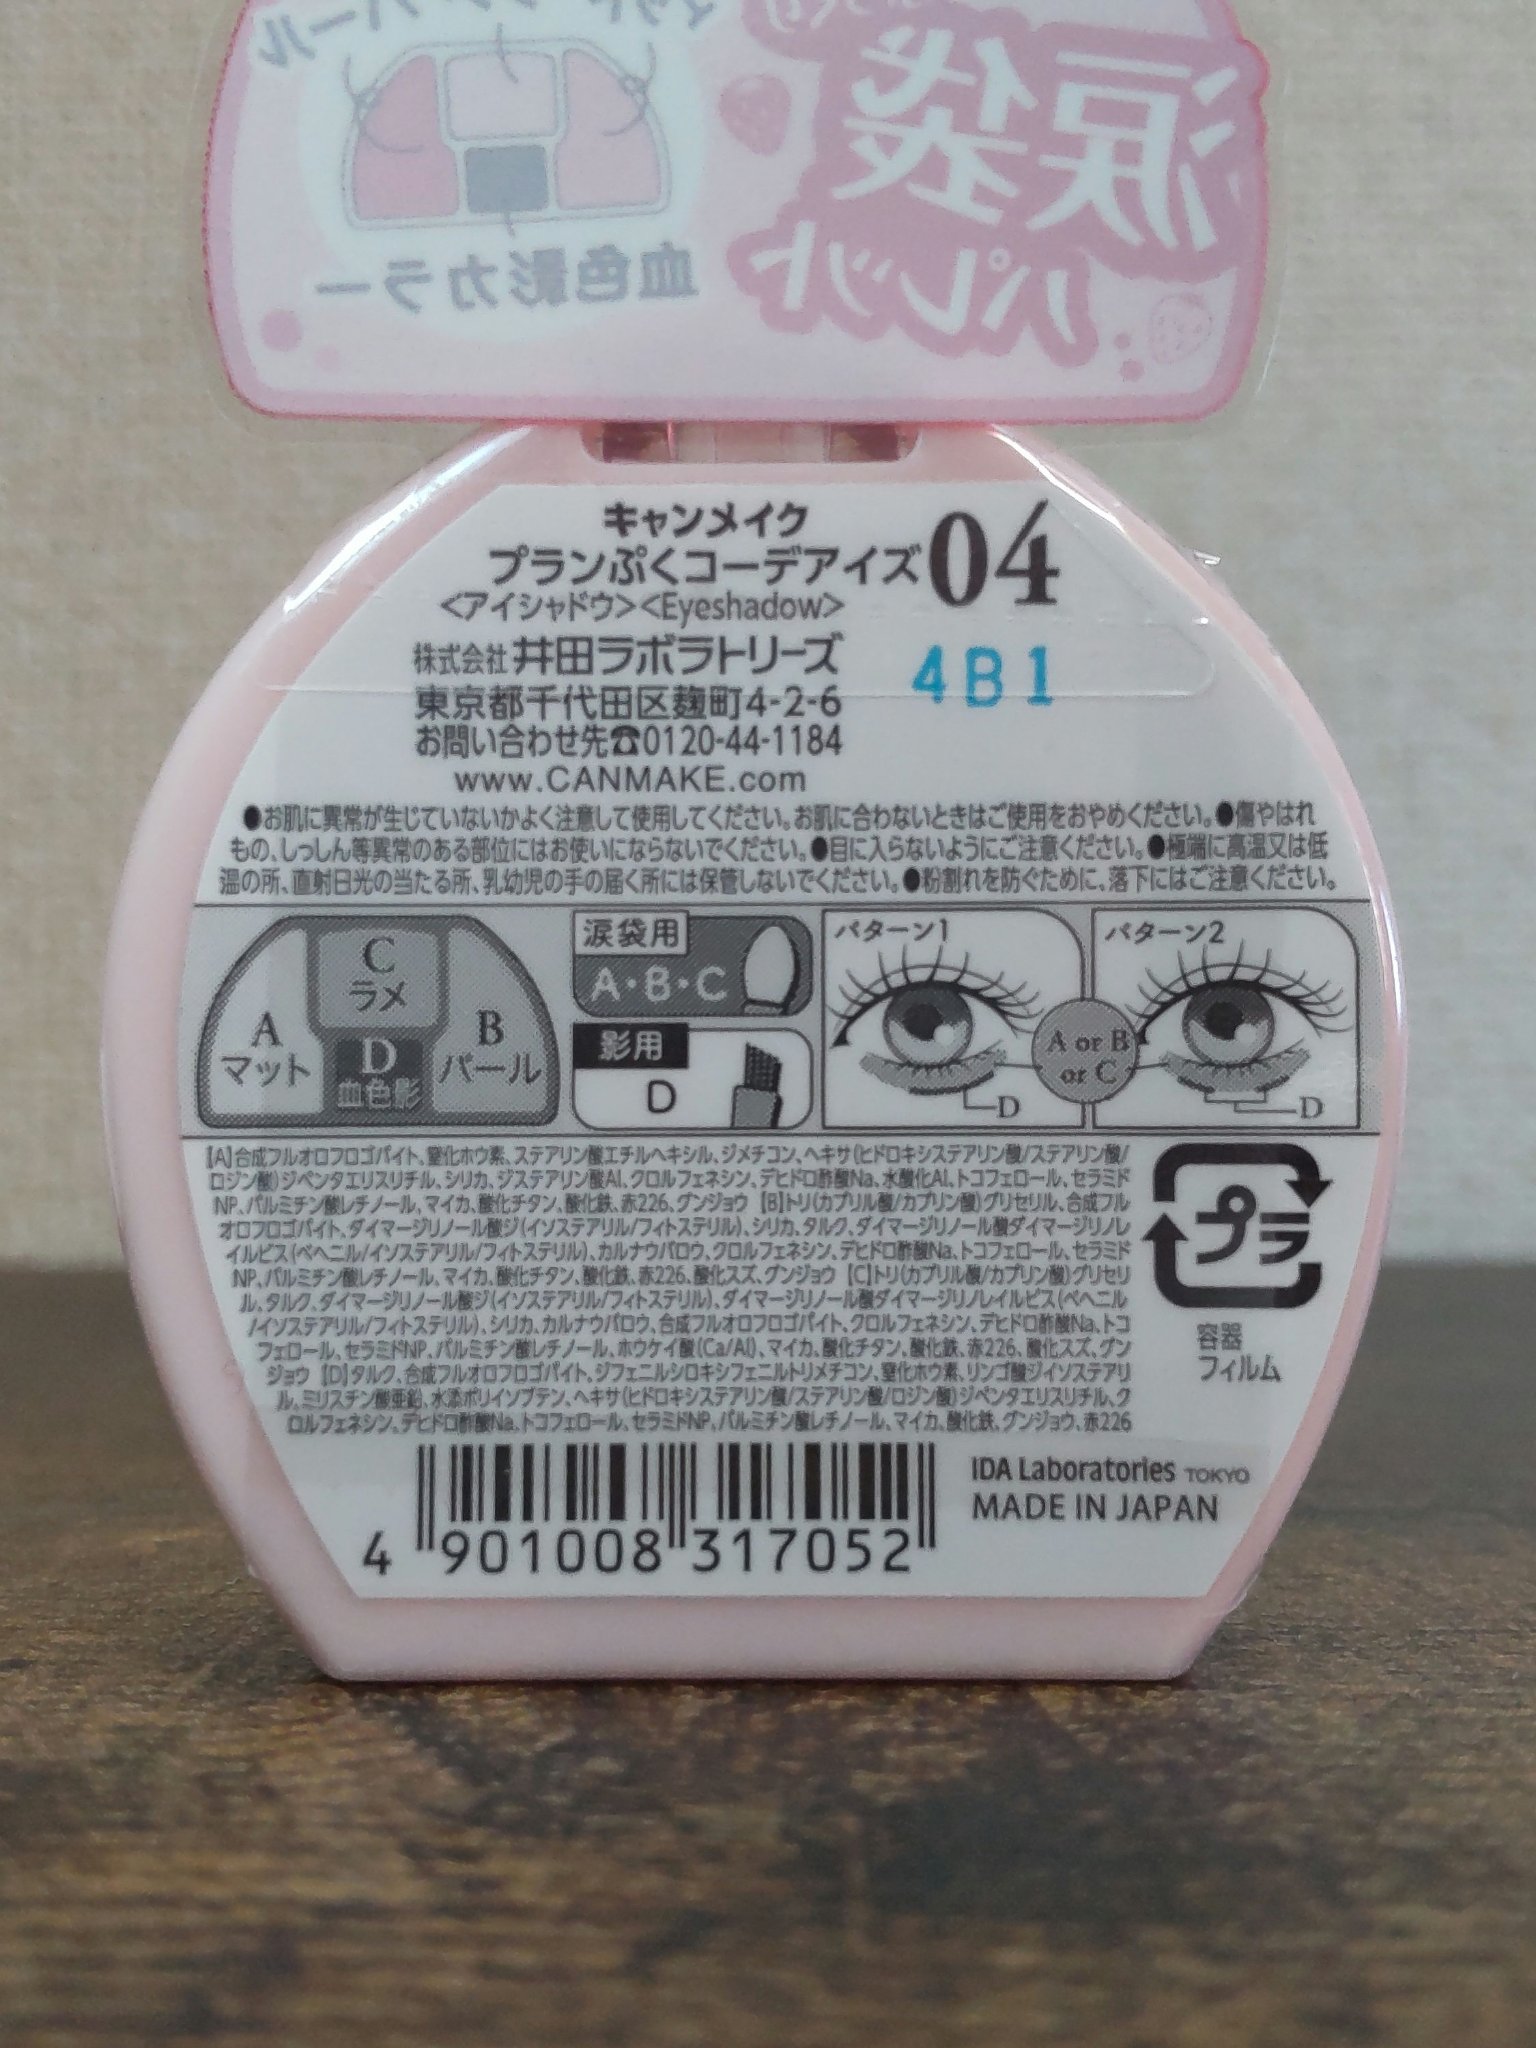 涙袋
パレット
血色影カラー
キャンメイク
プランぷくコーデアイズ 04
<アイシャドウ><Eyeshadow>
株式会社 井田ラボラトリーズ
4B1
東京都千代田区麹町4-2-6
お問い合わせ先☎0120-44-1184
www.CANMAKE.com
●お肌に異常が生じていないかよく注意して使用してください。お肌に合わないときはご使用をおやめください。●傷やはれ
もの、しっしん等異常のある部位にはお使いにならないでください。●目に入らないようにご注意ください。●極端に高温又は低
温の所、直射日光の当たる所、乳幼児の手の届く所には保管しないでください。●粉割れを防ぐために、落下にはご注意ください。
A
マット
C
ラメ
D
血色影
B
パール
涙袋用
A・B・C
影用
D
パターン1
パターン2
A or B
or C
D
D
【A】合成フルオロフロゴパイト、窒化ホウ素、ステアリン酸エチルヘキシル、ジメチコン、ヘキサ(ヒドロキシステアリン酸/ステアリン酸/
ロジン酸)ジペンタエリスリチル、シリカ、ジステアリン酸Al、クロルフェネシン、デヒドロ酢酸Na、水酸化Al、トコフェロール、セラミド
NP、パルミチン酸レチノール、マイカ、酸化チタン、酸化鉄、赤226、グンジョウ 【B】トリ(カプリル酸/カプリン酸)グリセリル、合成フル
オロフロゴパイト、ダイマージリノール酸ジ(イソステアリル/フィトステリル)、シリカ、タルク、ダイマージリノール酸ダイマージリノレ
イルビス(ベヘニル/イソステアリル/フィトステリル)、カルナウバロウ、クロルフェネシン、デヒドロ酢酸Na、トコフェロール、セラミド
NP、パルミチン酸レチノール、マイカ、酸化チタン、酸化鉄、赤226、酸化スズ、グンジョウ 【C】トリ(カプリル酸/カプリン酸)グリセリ
ル、タルク、ダイマージリノール酸ジ(イソステアリル/フィトステリル)、ダイマージリノール酸ダイマージリノレイルビス(ベヘニル
/イソステアリル/フィトステリル)、シリカ、カルナウバロウ、合成フルオロフロゴパイト、クロルフェネシン、デヒドロ酢酸Na、トコ
フェロール、セラミドNP、パルミチン酸レチノール、ホウケイ酸(Ca/Al)、マイカ、酸化チタン、酸化鉄、赤226、酸化スズ、グン
ジョウ 【D】タルク、合成フルオロフロゴパイト、ジフェニルシロキシフェニルトリメチコン、窒化ホウ素、リンゴ酸ジイソステアリ
ル、ミリスチン酸亜鉛、水添ポリイソブテン、ヘキサ(ヒドロキシステアリン酸/ステアリン酸/ロジン酸)ジペンタエリスリチル、ク
ロルフェネシン、デヒドロ酢酸Na、トコフェロール、セラミドNP、パルミチン酸レチノール、マイカ、酸化鉄、グンジョウ、赤226
プラ
容器
フィルム
IDA Laboratories TOKYO
MADE IN JAPAN
4 901008 317052